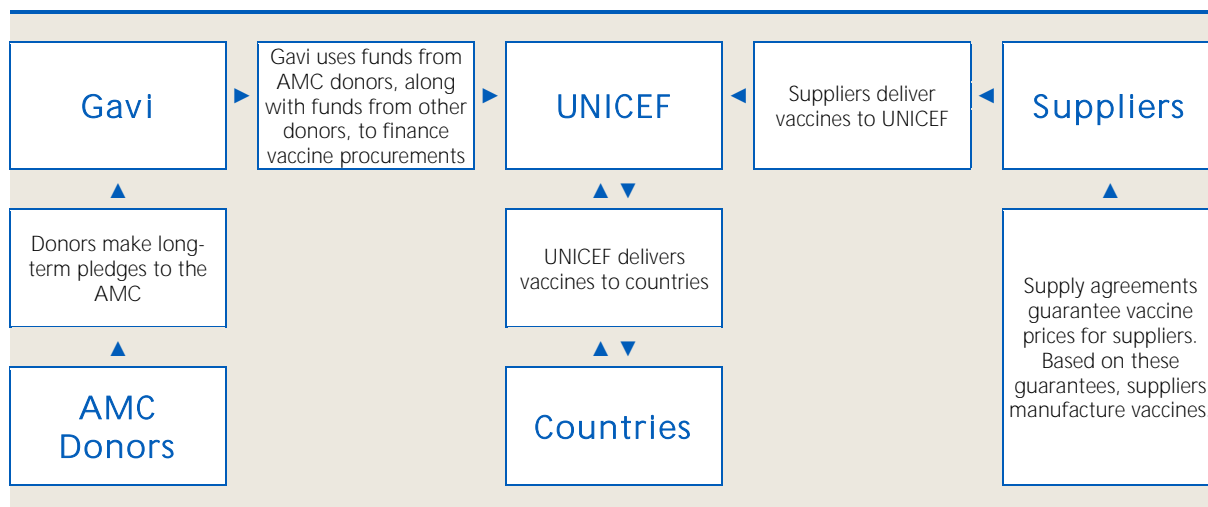 Gavi
Gavi uses funds from
AMC donors, along
with funds from other
donors, to finance
vaccine procurements
UNICEF
Suppliers deliver
vaccines to UNICEF
Suppliers
Donors make long-
term pledges to the
AMC
UNICEF delivers
vaccines to countries
Supply agreements
guarantee vaccine
prices for suppliers.
Based on these
guarantees, suppliers
manufacture vaccines.
AMC
Donors
Countries